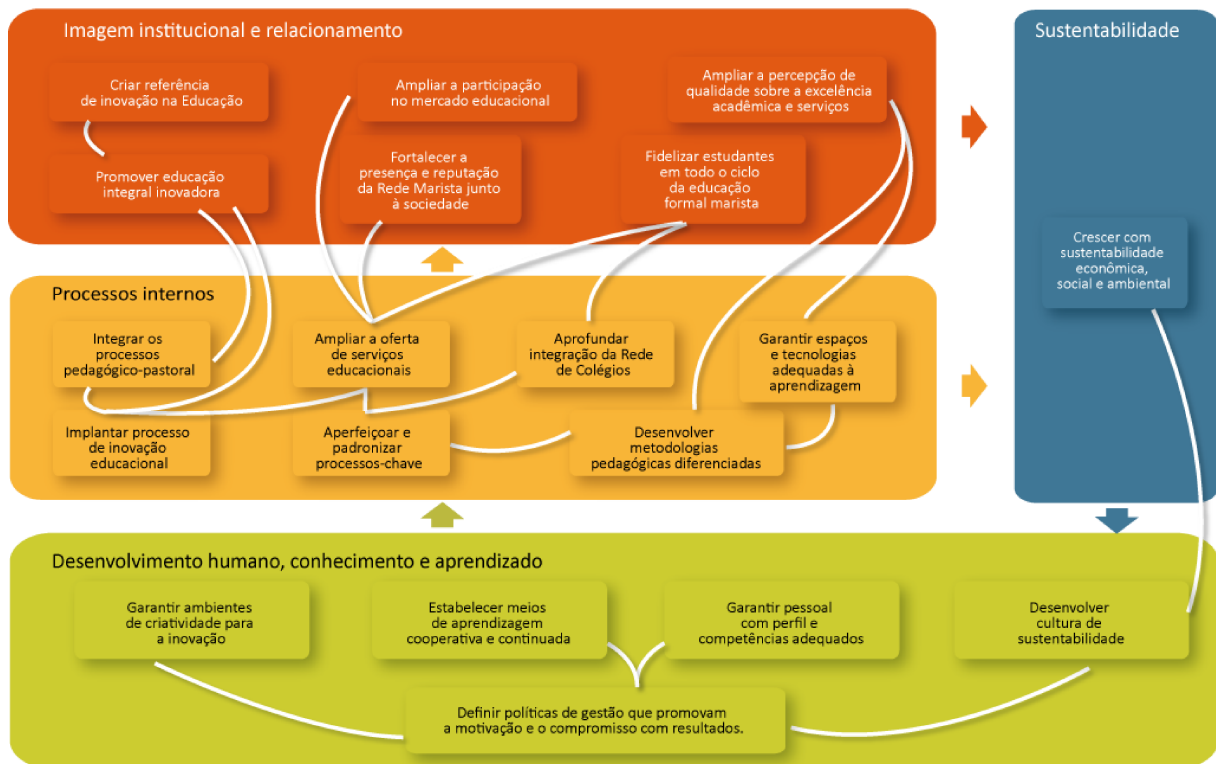 Imagem institucional e relacionamento
Criar referência
de inovação na Educação
Ampliar a participação
no mercado educacional
Ampliar a percepção de
qualidade sobre a excelência
acadêmica e serviços
Promover educação
integral inovadora
Fortalecer a
presença e reputação
da Rede Marista junto
à sociedade
Fidelizar estudantes
em todo o ciclo
da educação
formal marista
Sustentabilidade
Crescer com
sustentabilidade
econômica,
social e ambiental
Processos internos
Integrar os
processos
pedagógico-pastoral
Ampliar a oferta
de serviços
educacionais
Aprofundar
integração da Rede
de Colégios
Garantir espaços
e tecnologias
adequadas à
aprendizagem
Implantar processo
de inovação
educacional
Aperfeiçoar e
padronizar
processos-chave
Desenvolver
metodologias
pedagógicas diferenciadas
Desenvolvimento humano, conhecimento e aprendizado
Garantir ambientes
de criatividade para
a inovação
Estabelecer meios
de aprendizagem
cooperativa e continuada
Garantir pessoal
com perfil e
competências adequados
Desenvolver
cultura de
sustentabilidade
Definir políticas de gestão que promovam
a motivação e o compromisso com resultados.